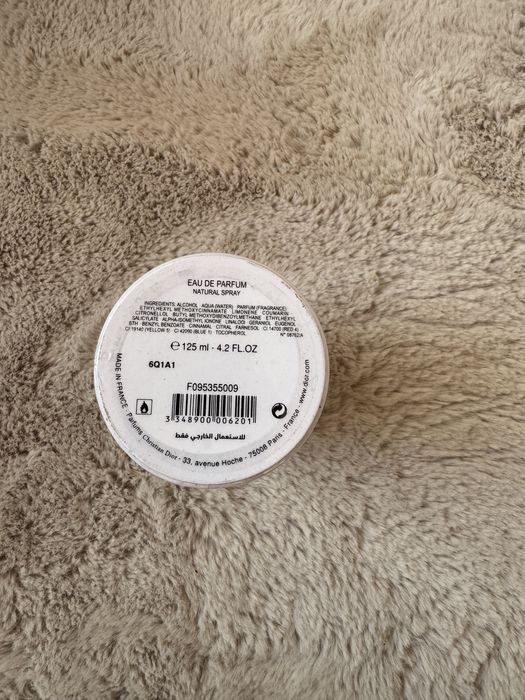 EAU DE PARFUM
NATURAL SPRAY
INGREDIENTS: ALCOHOL · AQUA (WATER) · PARFUM (FRAGRANCE)
ETHYLHEXYL METHOXYCINNAMATE · LIMONENE · COUMARIN
CITRONELLOL · BUTYL METHOXYDIBENZOYLMETHANE · ETHYLHEXYL
SALICYLATE · ALPHA-ISOMETHYL IONONE · LINALOOL · GERANIOL · EUGENOL
BTH · BENZYL BENZOATE · CINNAMAL · CITRAL · FARNESOL · CI 14700 (RED 4)
CI 19140 (YELLOW 5) · CI 42090 (BLUE 1) · TOCOPHEROL N° 08762/A
℮ 125 ml - 4.2 FL.OZ
6Q1A1
F095355009
3 348900 006201
للاستعمال الخارجي فقط
MADE IN FRANCE · Parfums Christian Dior - 33, avenue Hoche - 75008 Paris - France · www.dior.com